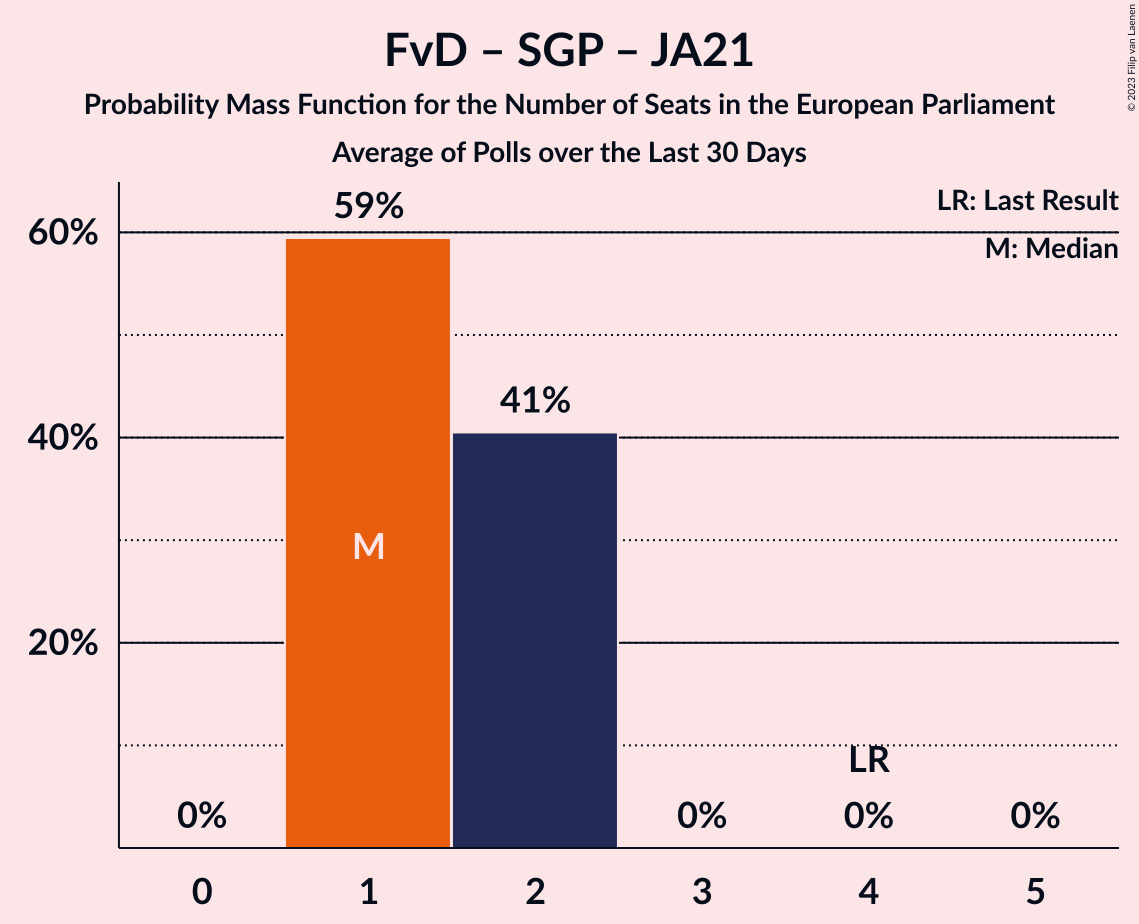 FvD – SGP – JA21
Probability Mass Function for the Number of Seats in the European Parliament
Average of Polls over the Last 30 Days
© 2023 Filip van Laenen
LR: Last Result
M: Median
60%
40%
20%
59%
41%
M
LR
0%
0%
0%
0%
0
1
2
3
4
5